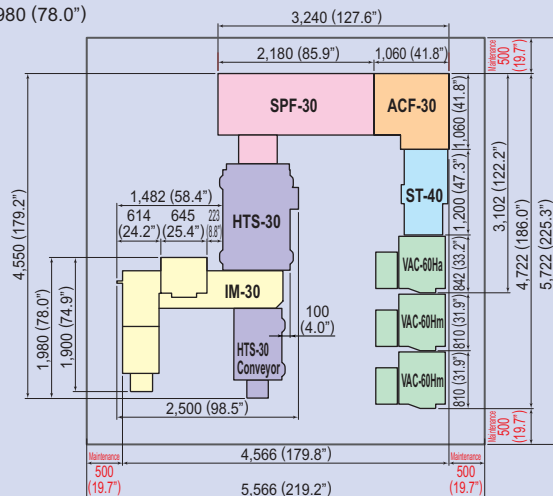 980 (78.0”)
3,240 (127.6”)
2,180 (85.9”)
1,060 (41.8”)
Maintenance
500
(19.7”)
SPF-30
ACF-30
1,060 (41.8”)
ST-40
1,200 (47.3”)
3,102 (122.2”)
4,722 (186.0”)
5,722 (225.3”)
4,550 (179.2”)
1,482 (58.4”)
614
(24.2”)
645
(25.4”)
223
(8.8”)
HTS-30
VAC-60Ha
842 (33.2”)
IM-30
1,980 (78.0”)
1,900 (74.9”)
100
(4.0”)
VAC-60Hm
810 (31.9”)
HTS-30
Conveyor
VAC-60Hm
810 (31.9”)
2,500 (98.5”)
Maintenance
500
(19.7”)
Maintenance
500
(19.7”)
4,566 (179.8”)
Maintenance
500
(19.7”)
5,566 (219.2”)